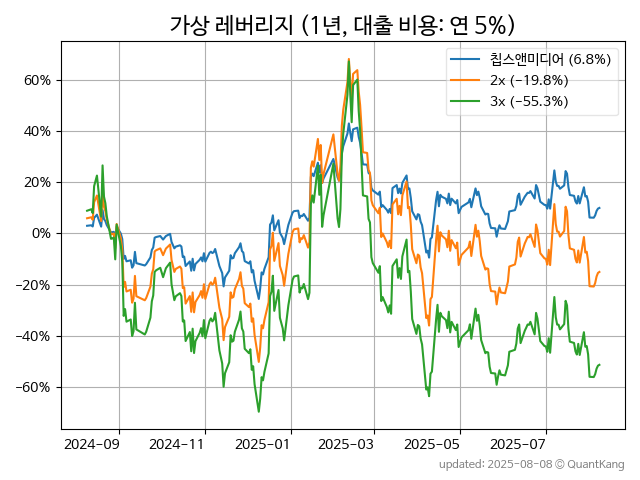 가상 레버리지 (1년, 대출 비용: 연 5%)
칩스앤미디어 (6.8%)
2x (−19.8%)
3x (−55.3%)
60%
40%
20%
0%
−20%
−40%
−60%
2024-09
2024-11
2025-01
2025-03
2025-05
2025-07
updated: 2025-08-08 © QuantKang